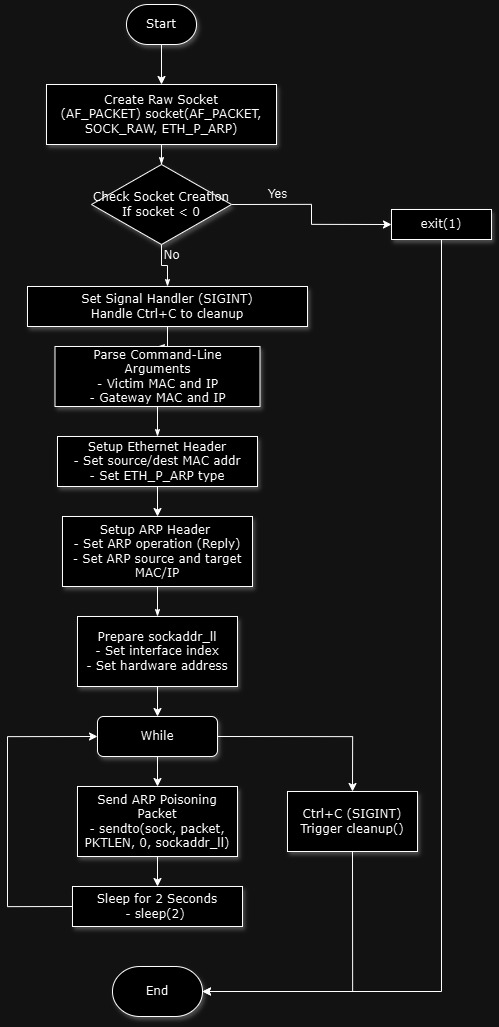 Start
Create Raw Socket
(AF_PACKET) socket(AF_PACKET,
SOCK_RAW, ETH_P_ARP)
Check Socket Creation
If socket < 0
Yes
exit(1)
No
Set Signal Handler (SIGINT)
Handle Ctrl+C to cleanup
Parse Command-Line
Arguments
- Victim MAC and IP
- Gateway MAC and IP
Setup Ethernet Header
- Set source/dest MAC addr
- Set ETH_P_ARP type
Setup ARP Header
- Set ARP operation (Reply)
- Set ARP source and target
MAC/IP
Prepare sockaddr_ll
- Set interface index
- Set hardware address
While
Send ARP Poisoning
Packet
- sendto(sock, packet,
PKTLEN, 0, sockaddr_ll)
Ctrl+C (SIGINT)
Trigger cleanup()
Sleep for 2 Seconds
- sleep(2)
End